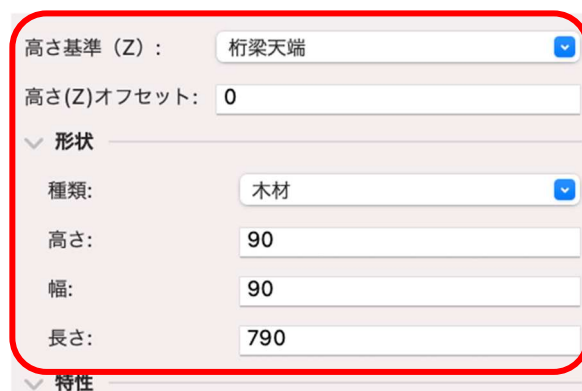 高さ基準（Z）： 桁梁天端
高さ(Z)オフセット: 0
形状
種類: 木材
高さ: 90
幅: 90
長さ: 790
特性